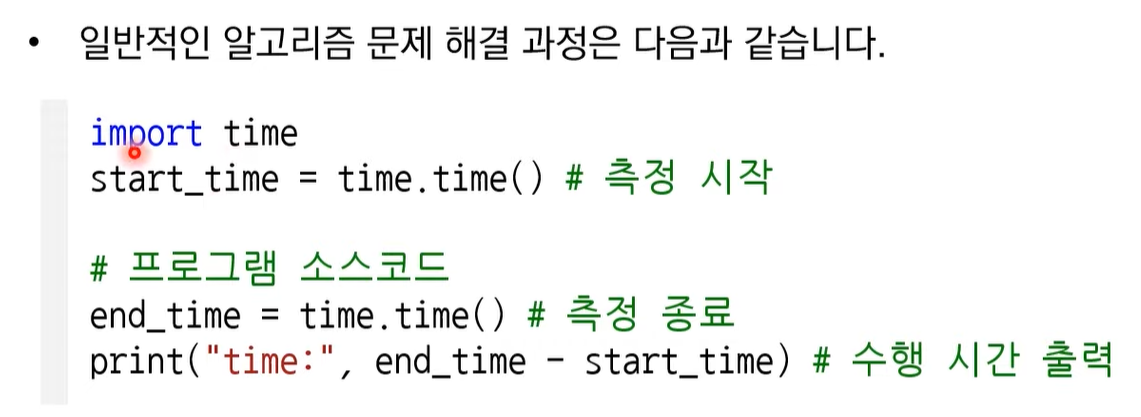 • 일반적인 알고리즘 문제 해결 과정은 다음과 같습니다.
import time
start_time = time.time() # 측정 시작
# 프로그램 소스코드
end_time = time.time() # 측정 종료
print("time:", end_time - start_time) # 수행 시간 출력